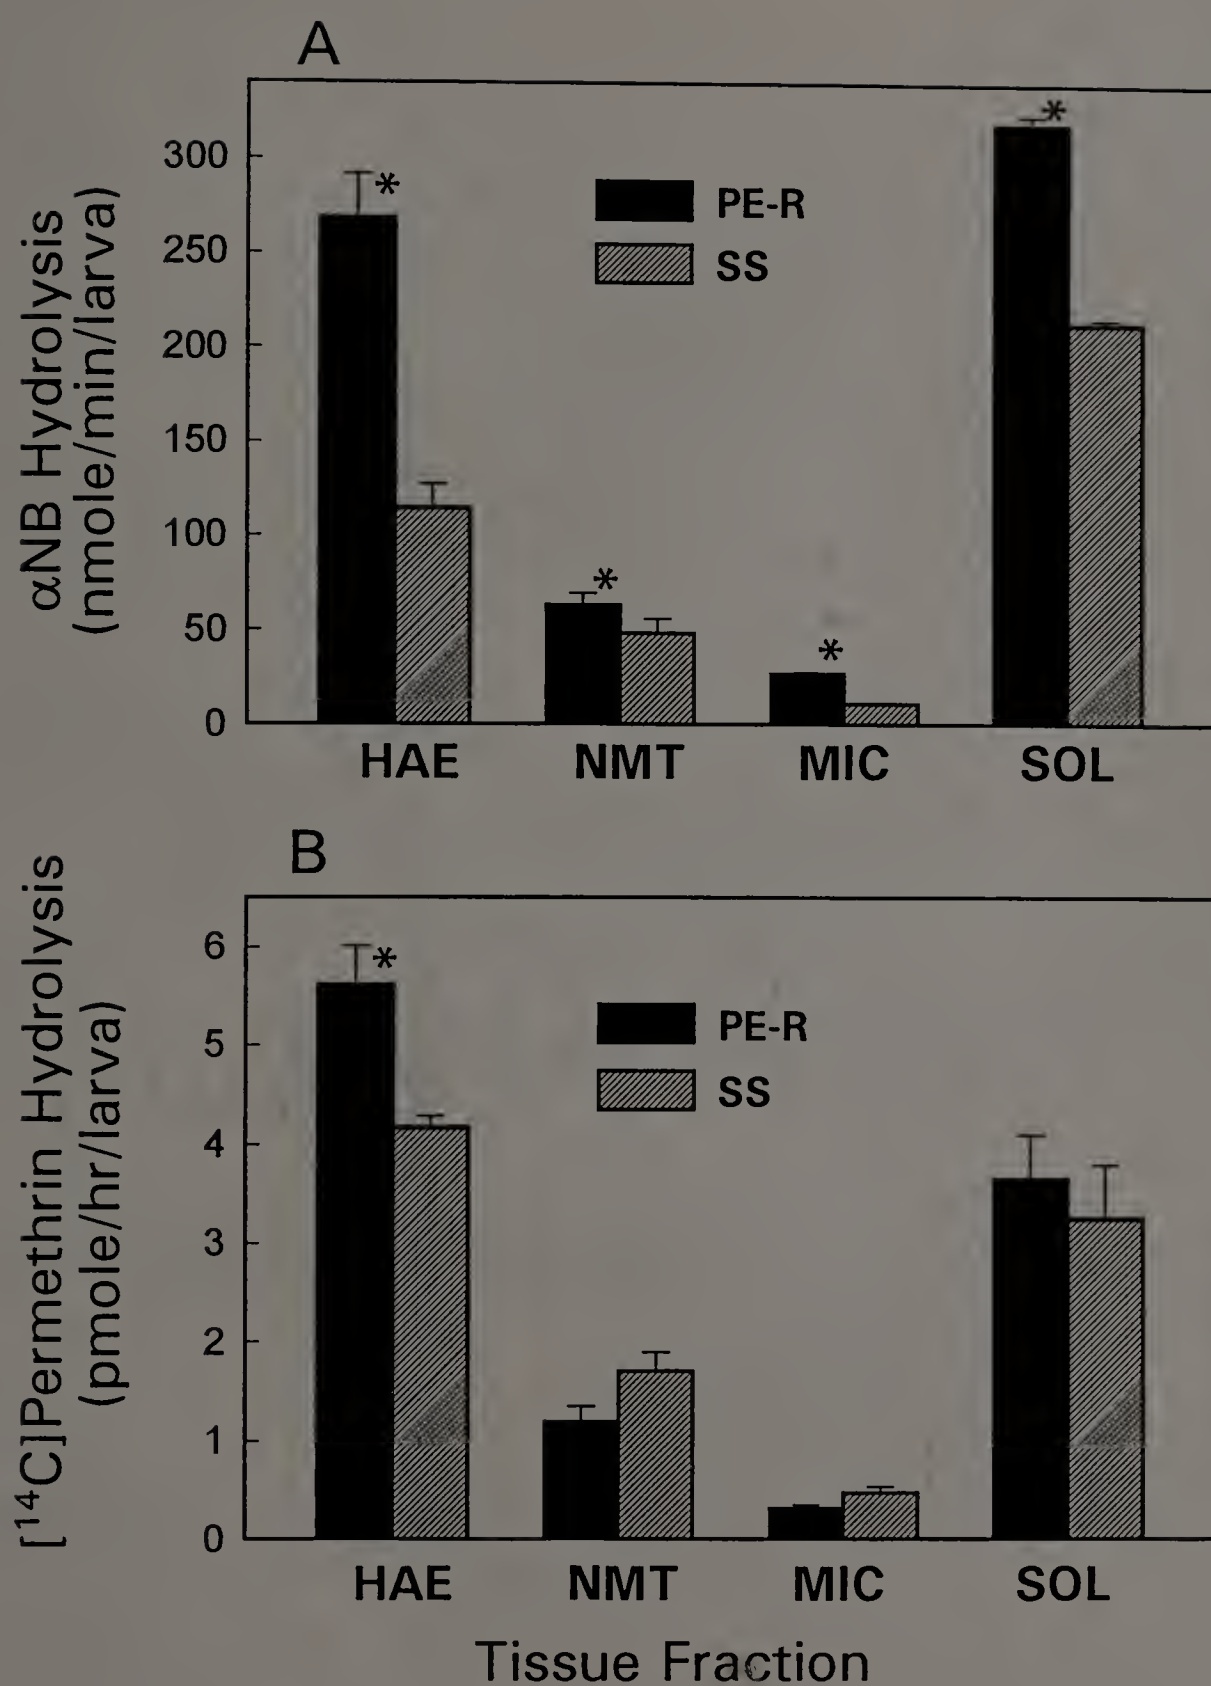 A
αNB Hydrolysis
(nmole/min/larva)
300
250
200
150
100
50
0
*
*
*
*
PE-R
SS
HAE NMT MIC SOL
B
[¹⁴C]Permethrin Hydrolysis
(pmole/hr/larva)
6
5
4
3
2
1
0
*
PE-R
SS
HAE NMT MIC SOL
Tissue Fraction